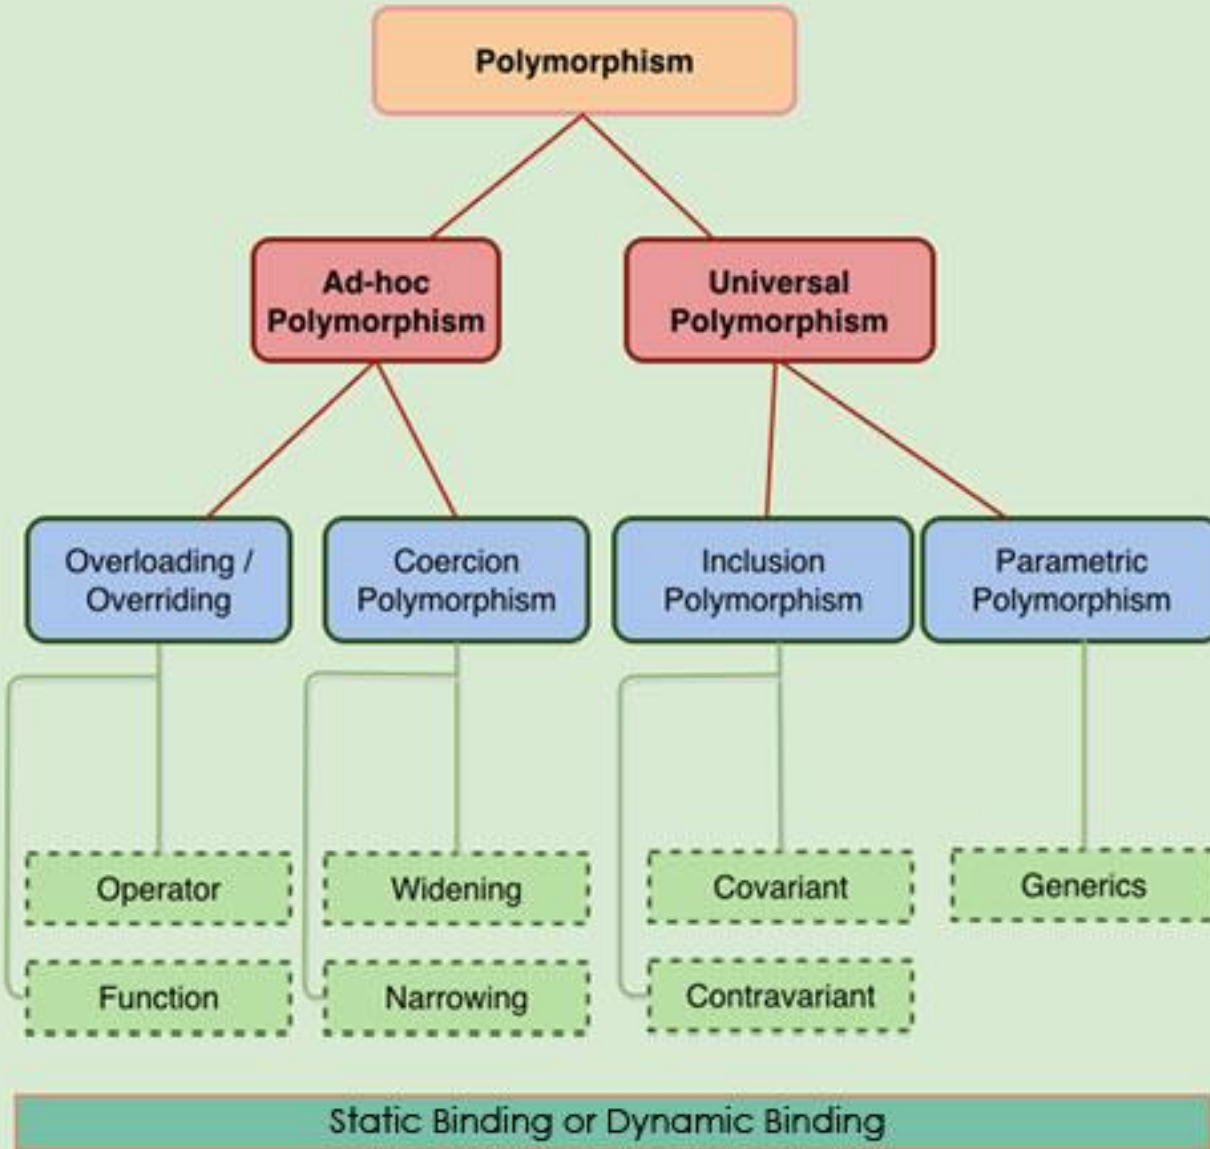 Polymorphism
Ad-hoc
Polymorphism
Universal
Polymorphism
Overloading /
Overriding
Coercion
Polymorphism
Inclusion
Polymorphism
Parametric
Polymorphism
Operator
Widening
Covariant
Generics
Function
Narrowing
Contravariant
Static Binding or Dynamic Binding